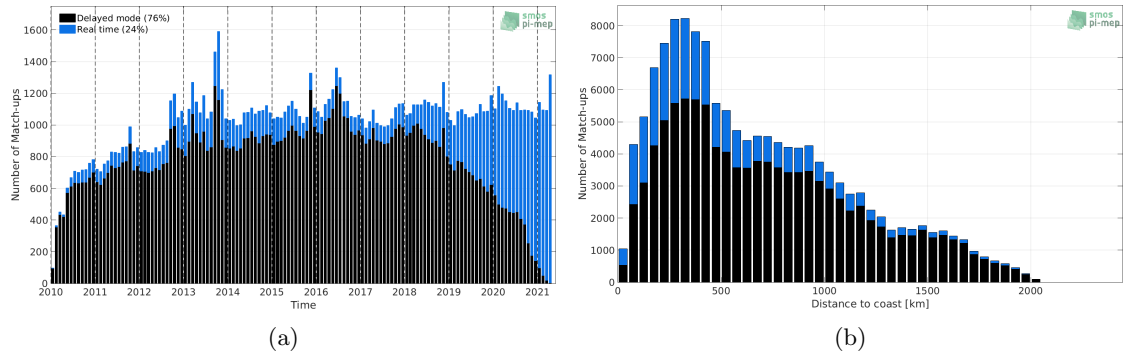 Delayed mode (76%)
Real time (24%)
smos
pi-mep
Number of Match-ups
1600
1400
1200
1000
800
600
400
200
0
2010 2011 2012 2013 2014 2015 2016 2017 2018 2019 2020 2021
Time
(a)
smos
pi-mep
Number of Match-ups
8000
7000
6000
5000
4000
3000
2000
1000
0
0 500 1000 1500 2000
Distance to coast [km]
(b)